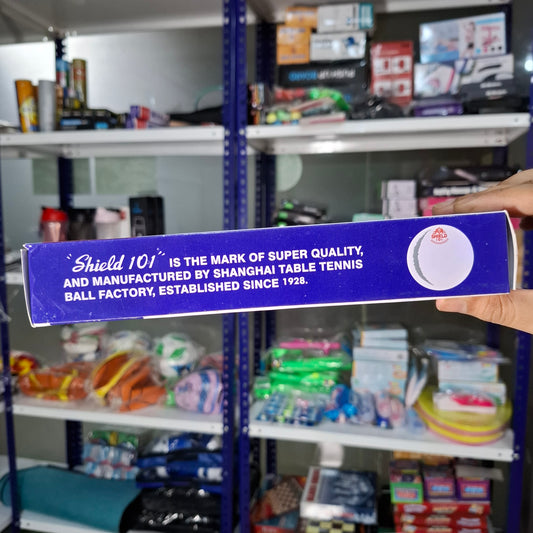 "Shield 101" IS THE MARK OF SUPER QUALITY,
AND MANUFACTURED BY SHANGHAI TABLE TENNIS
BALL FACTORY, ESTABLISHED SINCE 1928.
SHIELD